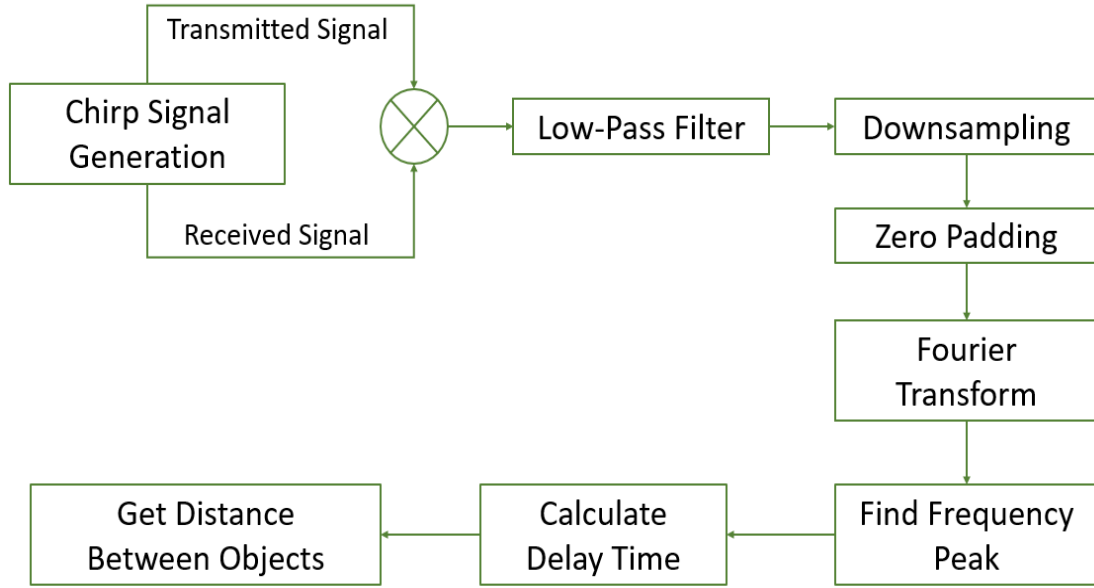 Transmitted Signal
Chirp Signal
Generation
Received Signal
Low-Pass Filter
Downsampling
Zero Padding
Fourier
Transform
Find Frequency
Peak
Calculate
Delay Time
Get Distance
Between Objects